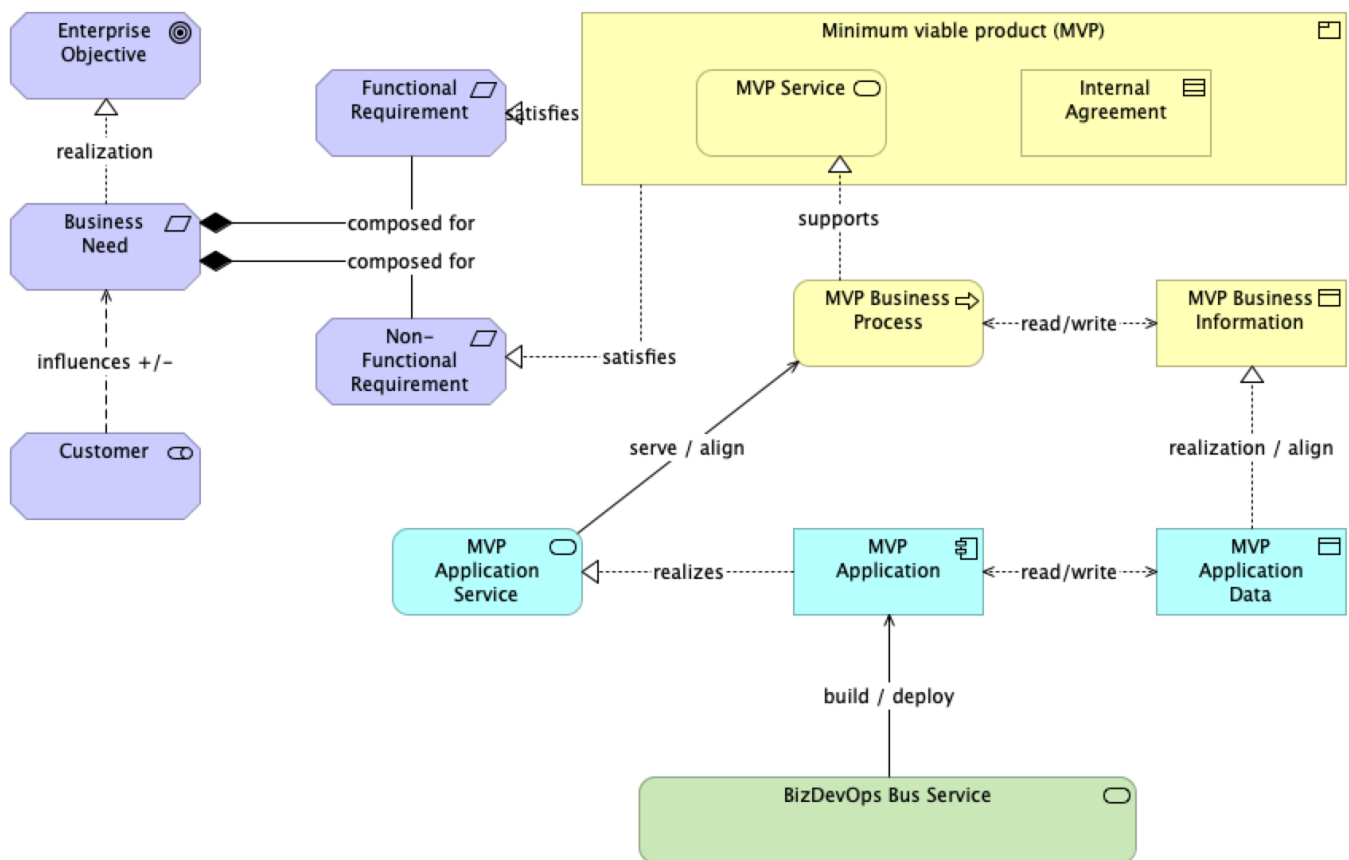 Enterprise
Objective
realization
Business
Need
influences +/-
Customer
Functional
Requirement
composed for
composed for
Non-
Functional
Requirement
satisfies
satisfies
Minimum viable product (MVP)
MVP Service
Internal
Agreement
supports
MVP Business
Process
read/write
MVP Business
Information
serve / align
realization / align
MVP
Application
Service
realizes
MVP
Application
read/write
MVP
Application
Data
build / deploy
BizDevOps Bus Service